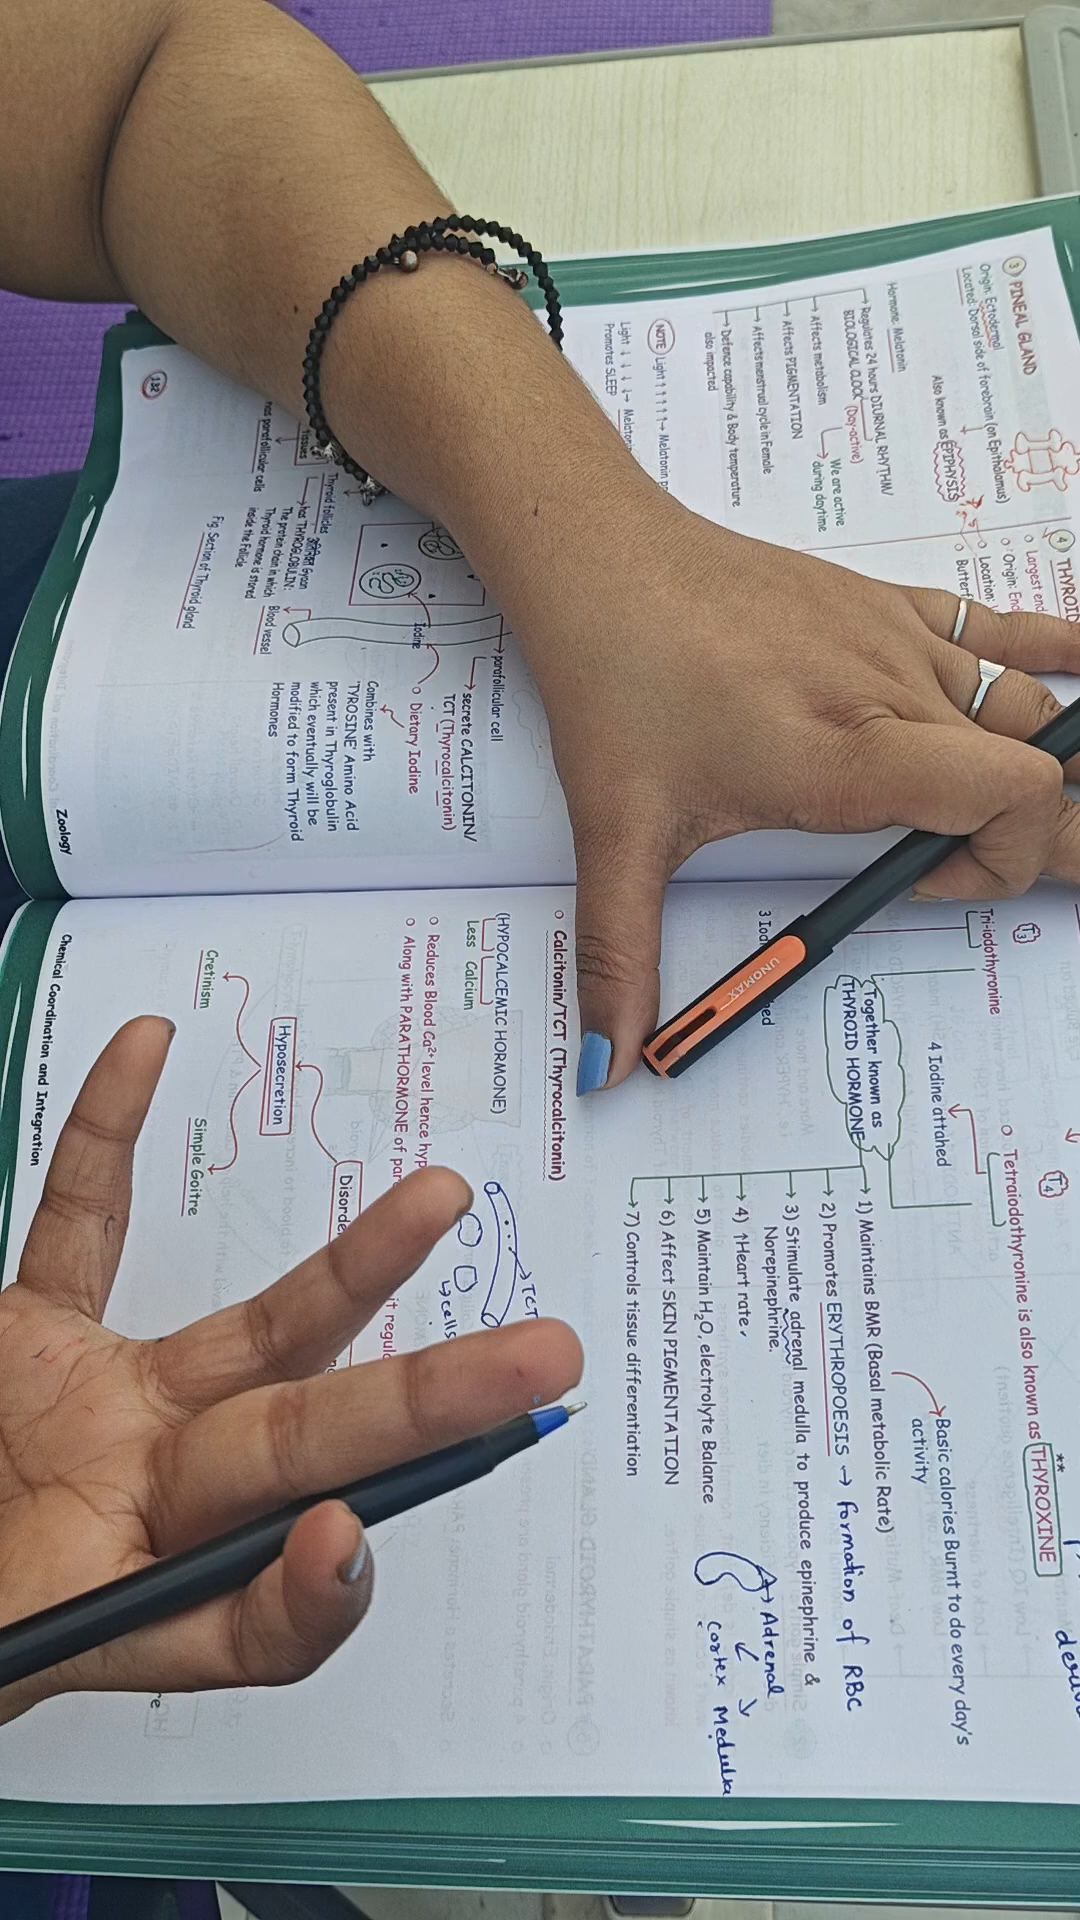 3 PINEAL GLAND
Origin: Ectodermal
Located: Dorsal side of forebrain (on Epithalamus)
Also known as EPIPHYSIS
Hormone: Melatonin
→ Regulates 24 hours DIURNAL RHYTHM/
BIOLOGICAL CLOCK (Day-active)
We are active
during daytime
→ Affects metabolism
→ Affects PIGMENTATION
→ Affects menstrual cycle in Female
→ Defence capability & Body temperature
also impacted
NOTE Light ↑↑↑↑↑→ Melatonin
Light ↓↓↓↓→
Promotes SLEEP
4 THYROID
Largest
Origin:
Location:
parafollicular cell
→ secrete CALCITONIN/
TCT (Thyrocalcitonin)
Dietary Iodine
Iodine
Combines with
'TYROSINE' Amino Acid
present in Thyroglobulin
which eventually will be
modified to form Thyroid
Hormones
Thyroid follicles
has THYROGLOBULIN:
The protein chain in which
Thyroid hormone is stored
inside the Follicle
parafollicular cells
Blood vessel
Fig. Section of Thyroid gland
132
Zoology
T3
Tri-iodothyronine
T4
Tetraiodothyronine is also known as THYROXINE
**
4 Iodine attahed
Together known as
THYROID HORMONE
Basic calories Burnt to do every day's
activity
1) Maintains BMR (Basal metabolic Rate)
2) Promotes ERYTHROPOESIS → formation of RBC
3) Stimulate adrenal medulla to produce epinephrine &
Norepinephrine.
4) ↑Heart rate
5) Maintain H₂O, electrolyte Balance
6) Affect SKIN PIGMENTATION
7) Controls tissue differentiation
Adrenal
Cortex Medulla
Calcitonin/TCT (Thyrocalcitonin)
(HYPOCALCEMIC HORMONE)
Less Calcium
TCT
cells
Reduces Blood Ca²⁺ level hence
Along with PARATHORMONE of
it
Hyposecretion
Cretinism
Simple Goitre
Chemical Coordination and Integration
UNOMAX